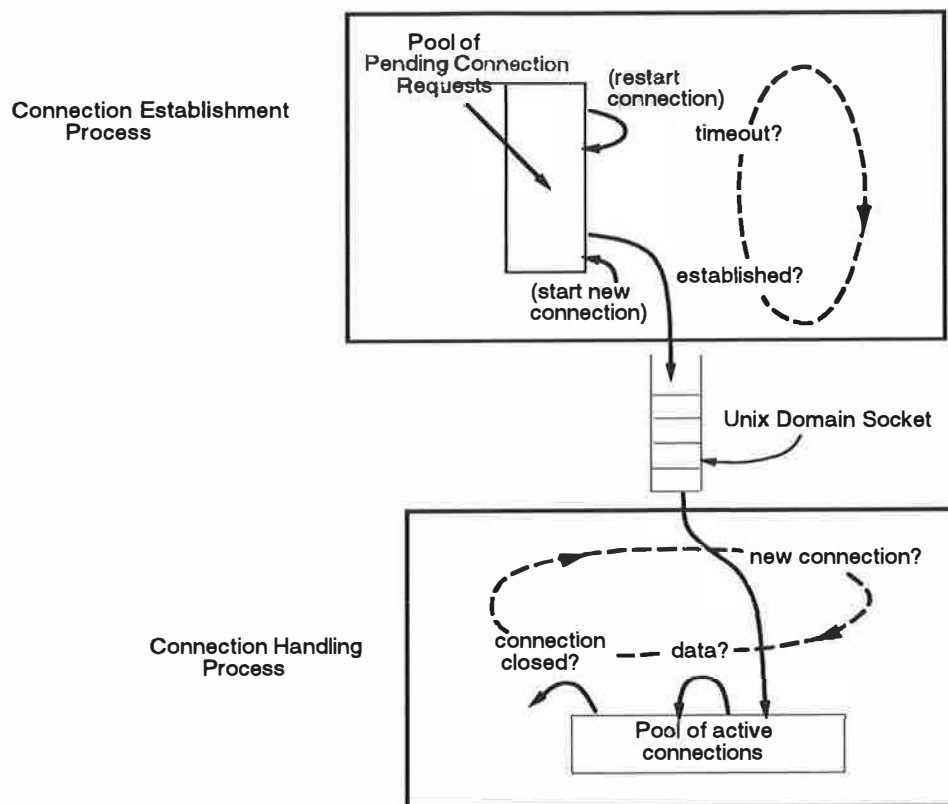 Pool of
Pending Connection
Requests
(restart
connection)
timeout?
Connection Establishment
Process
established?
(start new
connection)
Unix Domain Socket
new connection?
Connection Handling
Process
connection
closed?
data?
Pool of active
connections